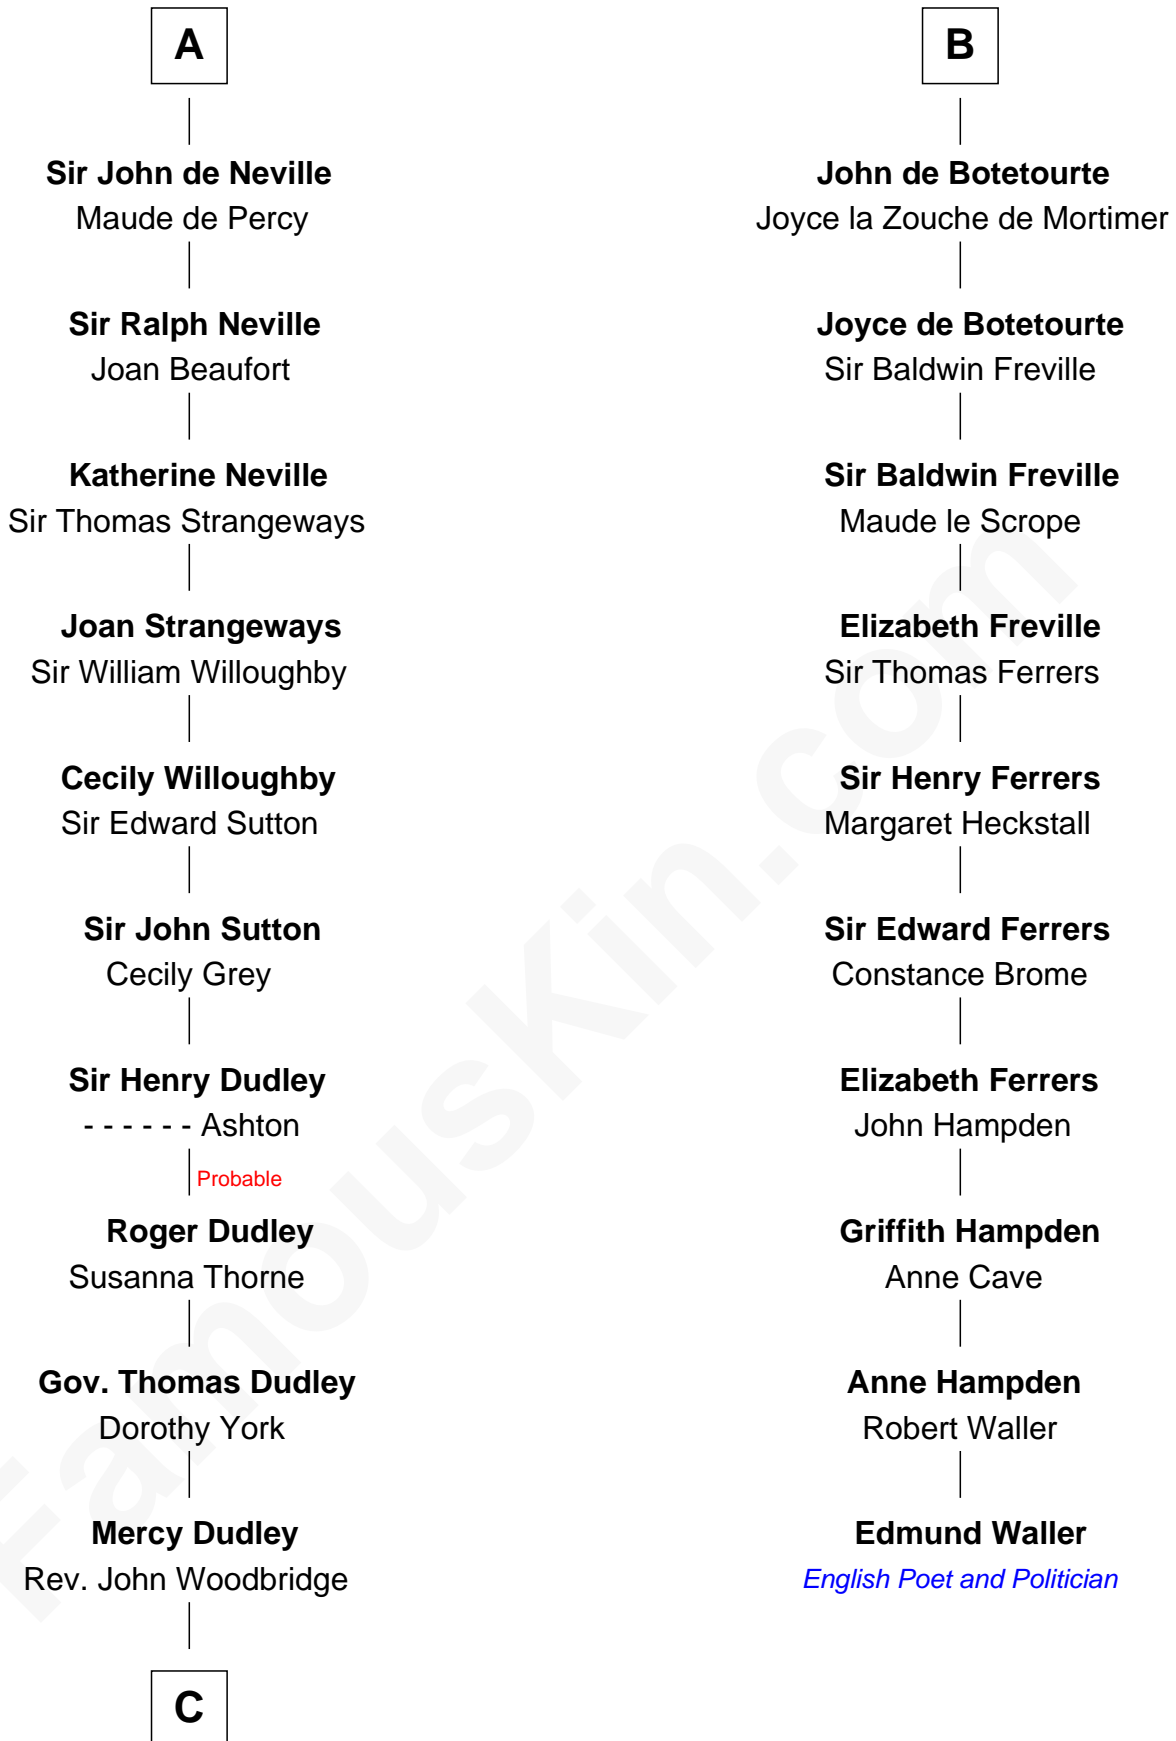 A
Sir John de Neville
Maude de Percy
Sir Ralph Neville
Joan Beaufort
Katherine Neville
Sir Thomas Strangeways
Joan Strangeways
Sir William Willoughby
Cecily Willoughby
Sir Edward Sutton
Sir John Sutton
Cecily Grey
Sir Henry Dudley
- - - - - - Ashton
Probable
Roger Dudley
Susanna Thorne
Gov. Thomas Dudley
Dorothy York
Mercy Dudley
Rev. John Woodbridge
C
B
John de Botetourte
Joyce la Zouche de Mortimer
Joyce de Botetourte
Sir Baldwin Freville
Sir Baldwin Freville
Maude le Scrope
Elizabeth Freville
Sir Thomas Ferrers
Sir Henry Ferrers
Margaret Heckstall
Sir Edward Ferrers
Constance Brome
Elizabeth Ferrers
John Hampden
Griffith Hampden
Anne Cave
Anne Hampden
Robert Waller
Edmund Waller
English Poet and Politician
FamousKin.com